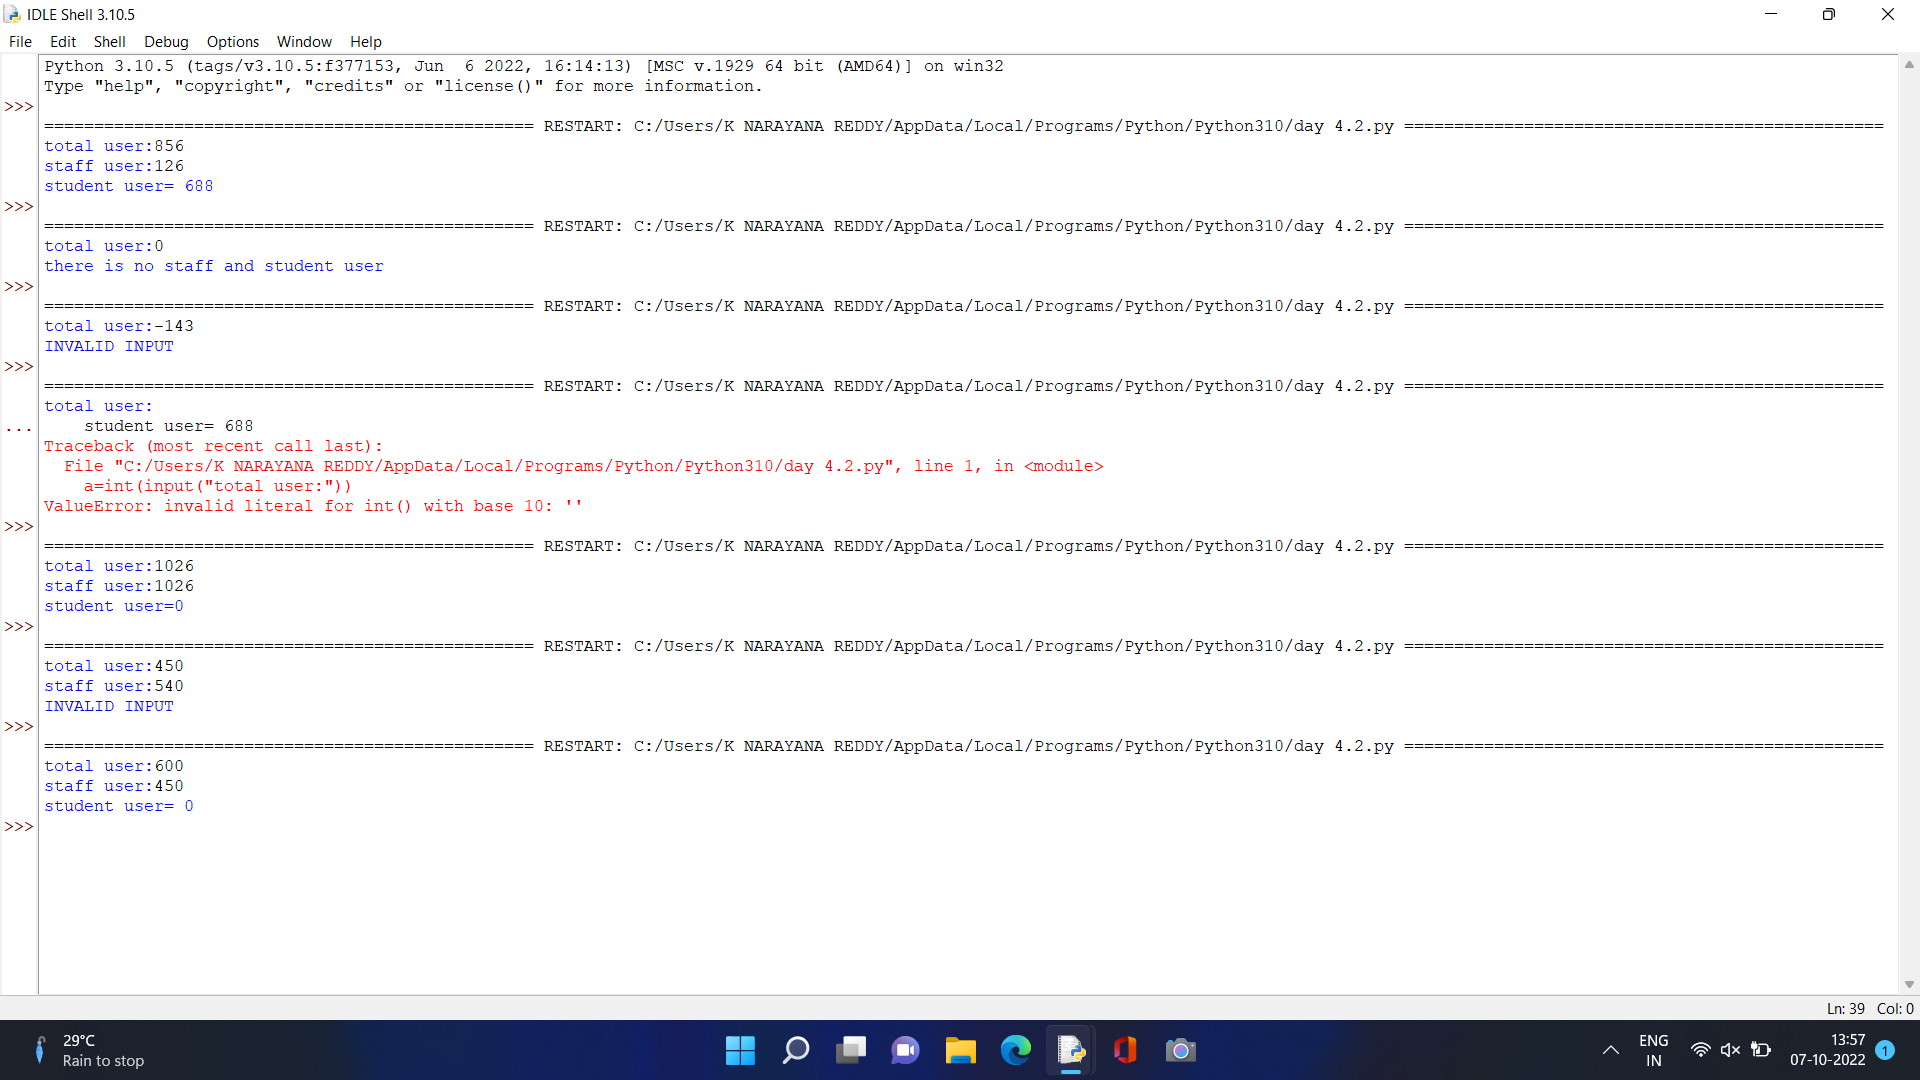 IDLE Shell 3.10.5
File Edit Shell Debug Options Window Help
Python 3.10.5 (tags/v3.10.5:f377153, Jun  6 2022, 16:14:13) [MSC v.1929 64 bit (AMD64)] on win32
Type "help", "copyright", "credits" or "license()" for more information.
>>>
================================================= RESTART: C:/Users/K NARAYANA REDDY/AppData/Local/Programs/Python/Python310/day 4.2.py ================================================
total user:856
staff user:126
student user= 688
>>>
================================================= RESTART: C:/Users/K NARAYANA REDDY/AppData/Local/Programs/Python/Python310/day 4.2.py ================================================
total user:0
there is no staff and student user
>>>
================================================= RESTART: C:/Users/K NARAYANA REDDY/AppData/Local/Programs/Python/Python310/day 4.2.py ================================================
total user:-143
INVALID INPUT
>>>
================================================= RESTART: C:/Users/K NARAYANA REDDY/AppData/Local/Programs/Python/Python310/day 4.2.py ================================================
total user:
...     student user= 688
Traceback (most recent call last):
  File "C:/Users/K NARAYANA REDDY/AppData/Local/Programs/Python/Python310/day 4.2.py", line 1, in <module>
    a=int(input("total user:"))
ValueError: invalid literal for int() with base 10: ''
>>>
================================================= RESTART: C:/Users/K NARAYANA REDDY/AppData/Local/Programs/Python/Python310/day 4.2.py ================================================
total user:1026
staff user:1026
student user=0
>>>
================================================= RESTART: C:/Users/K NARAYANA REDDY/AppData/Local/Programs/Python/Python310/day 4.2.py ================================================
total user:450
staff user:540
INVALID INPUT
>>>
================================================= RESTART: C:/Users/K NARAYANA REDDY/AppData/Local/Programs/Python/Python310/day 4.2.py ================================================
total user:600
staff user:450
student user= 0
>>>
Ln: 39 Col: 0
29°C
Rain to stop
ENG
IN
13:57
07-10-2022
1